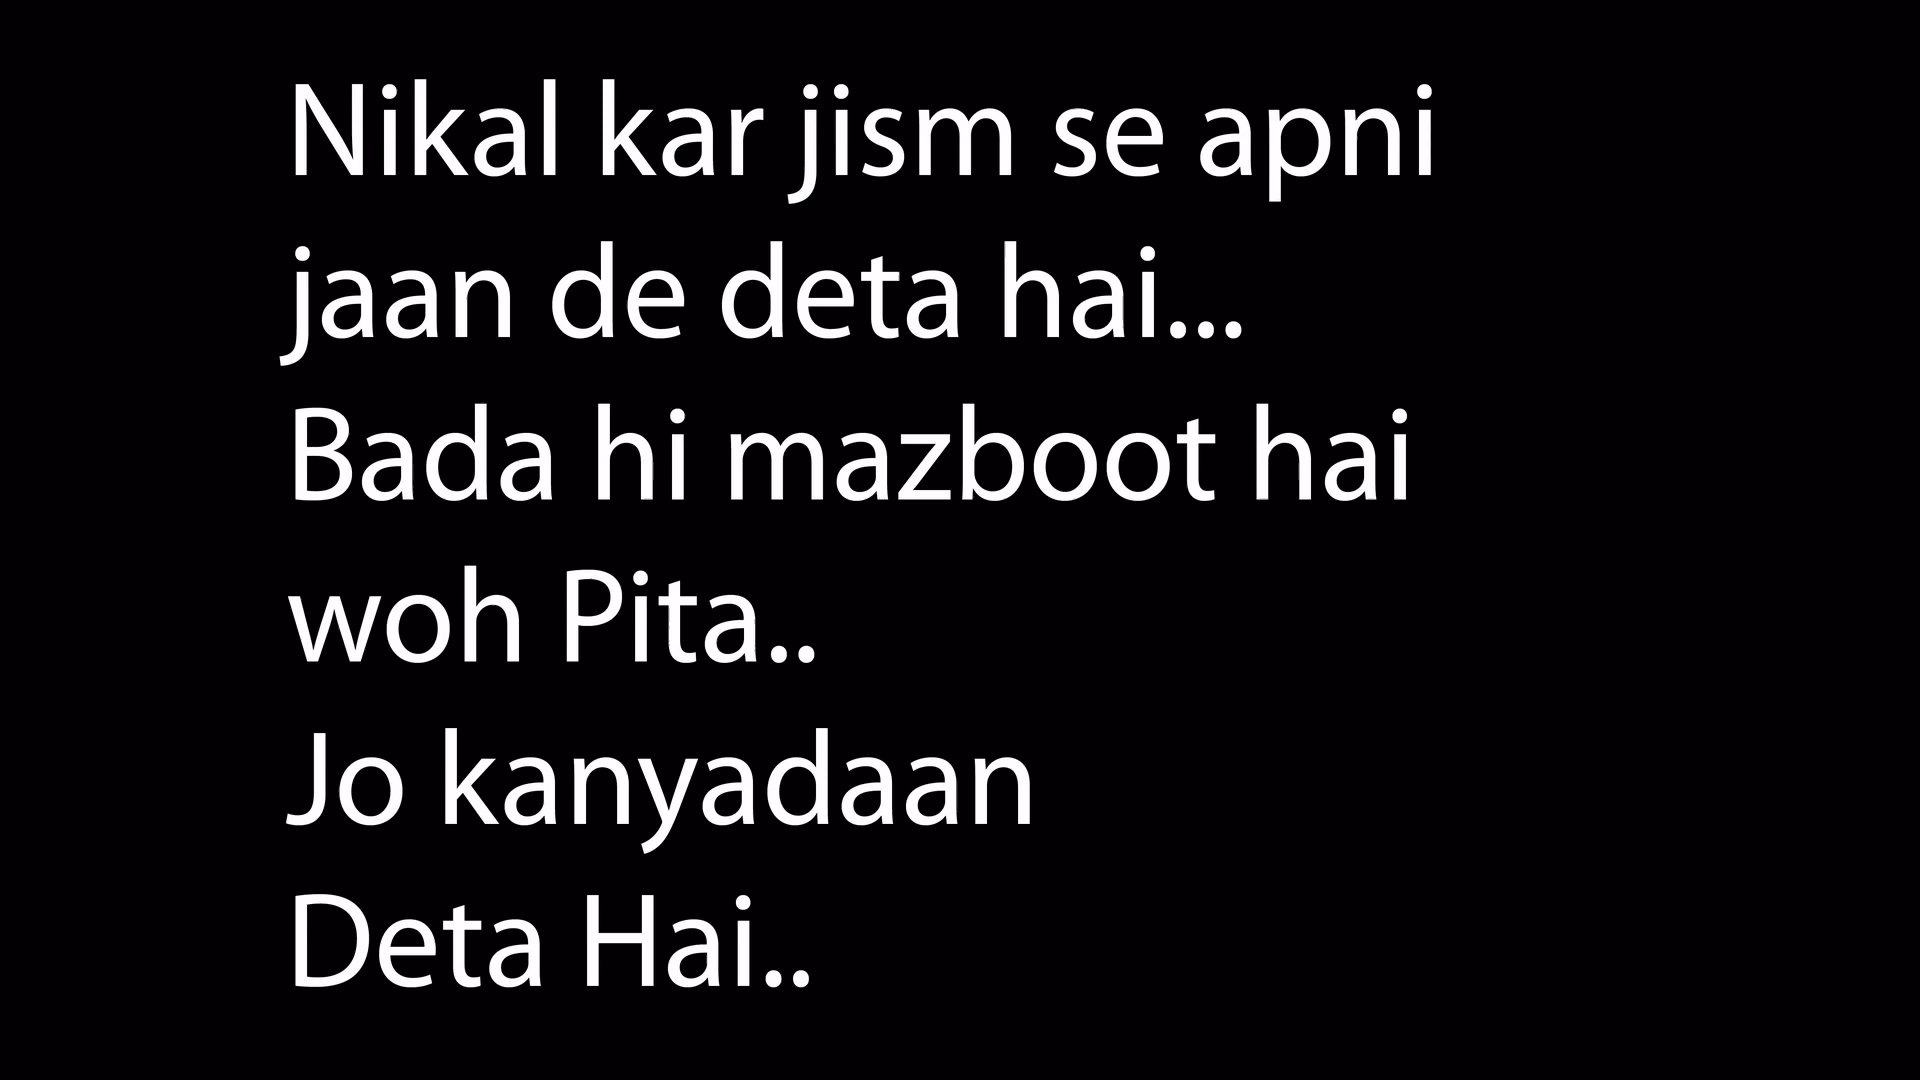 Nikal kar jism se apni
jaan de deta hai...
Bada hi mazboot hai
woh Pita..
Jo kanyadaan
Deta Hai..